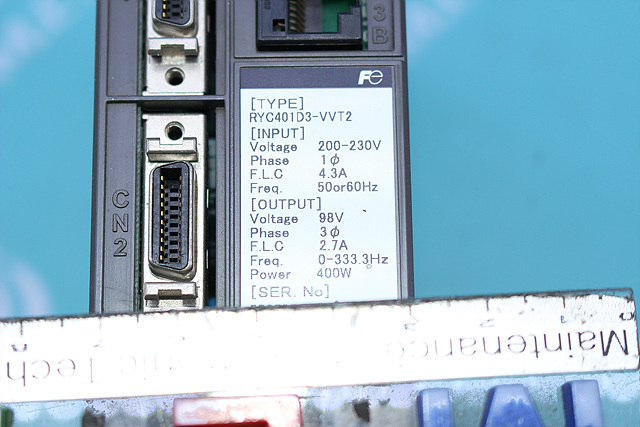 3B
Fe
[TYPE]
RYC401D3-VVT2
[INPUT]
Voltage 200-230V
Phase 1ϕ
F.L.C 4.3A
Freq. 50or60Hz
[OUTPUT]
Voltage 98V
Phase 3ϕ
F.L.C 2.7A
Freq. 0-333.3Hz
Power 400W
[SER. No]
CN2
Maintenance
Tech